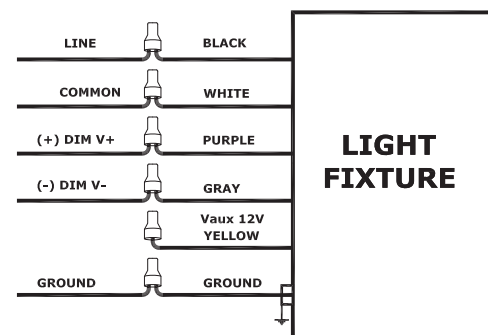 LINE BLACK
COMMON WHITE
(+) DIM V+ PURPLE
(-) DIM V- GRAY
Vaux 12V
YELLOW
GROUND GROUND
LIGHT
FIXTURE